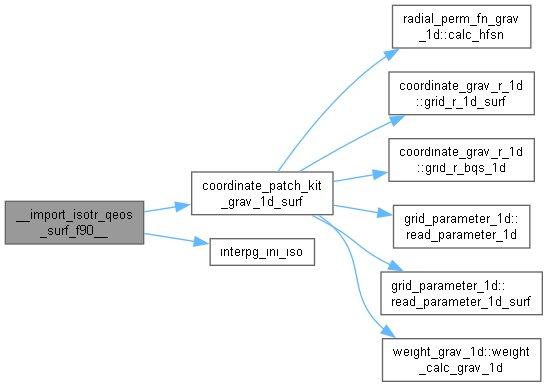 radial_perm_fn_grav
_1d::calc_hfsn
coordinate_grav_r_1d
::grid_r_1d_surf
coordinate_grav_r_1d
::grid_r_bqs_1d
coordinate_patch_kit
_grav_1d_surf
__import_isotr_qeos
_surf_f90__
grid_parameter_1d::
read_parameter_1d
interpg_ini_iso
grid_parameter_1d::
read_parameter_1d_surf
weight_grav_1d::weight
_calc_grav_1d